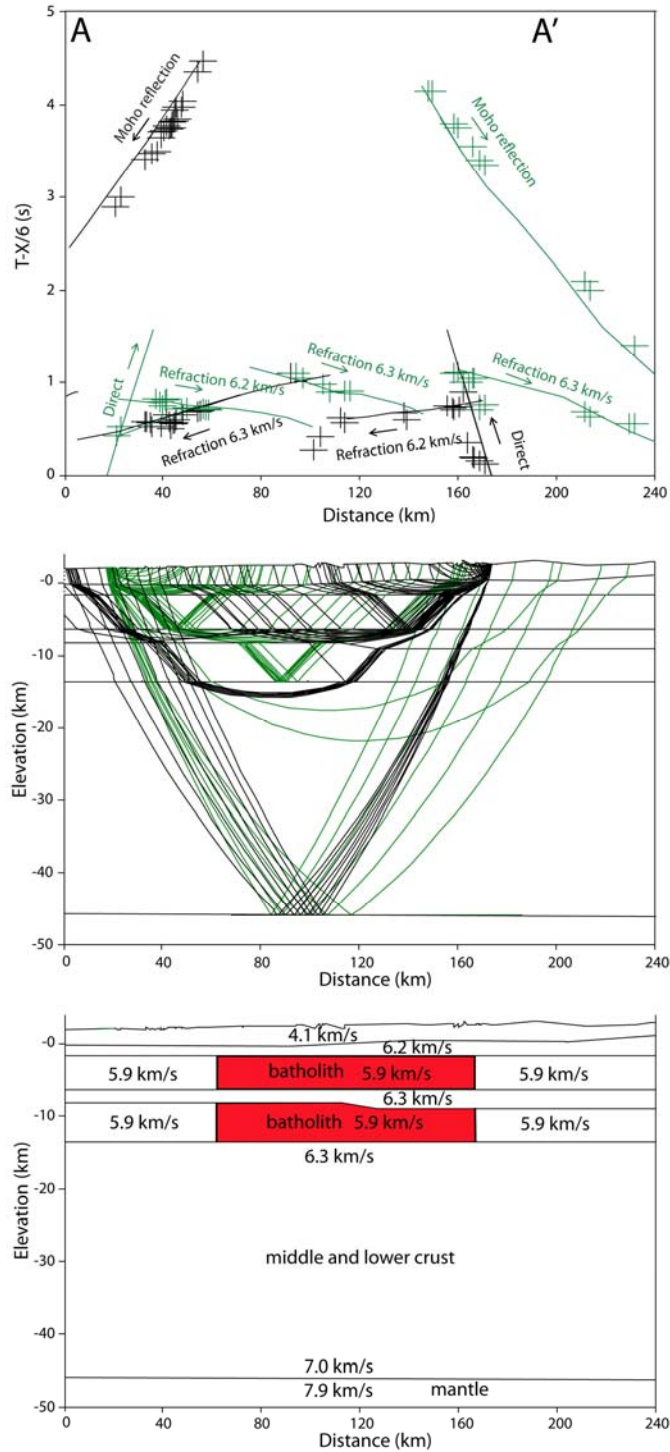 A A′
5
4
3
2
1
0
T-X/6 (s)
Moho reflection
Moho reflection
Direct
Refraction 6.2 km/s
Refraction 6.3 km/s
Refraction 6.3 km/s
Refraction 6.3 km/s
Refraction 6.2 km/s
Direct
0 40 80 120 160 200 240
Distance (km)
-0
-10
-20
-30
-40
-50
Elevation (km)
0 40 80 120 160 200 240
Distance (km)
-0
-10
-20
-30
-40
-50
Elevation (km)
4.1 km/s
6.2 km/s
5.9 km/s batholith 5.9 km/s 5.9 km/s
6.3 km/s
5.9 km/s batholith 5.9 km/s 5.9 km/s
6.3 km/s
middle and lower crust
7.0 km/s
7.9 km/s mantle
0 40 80 120 160 200 240
Distance (km)